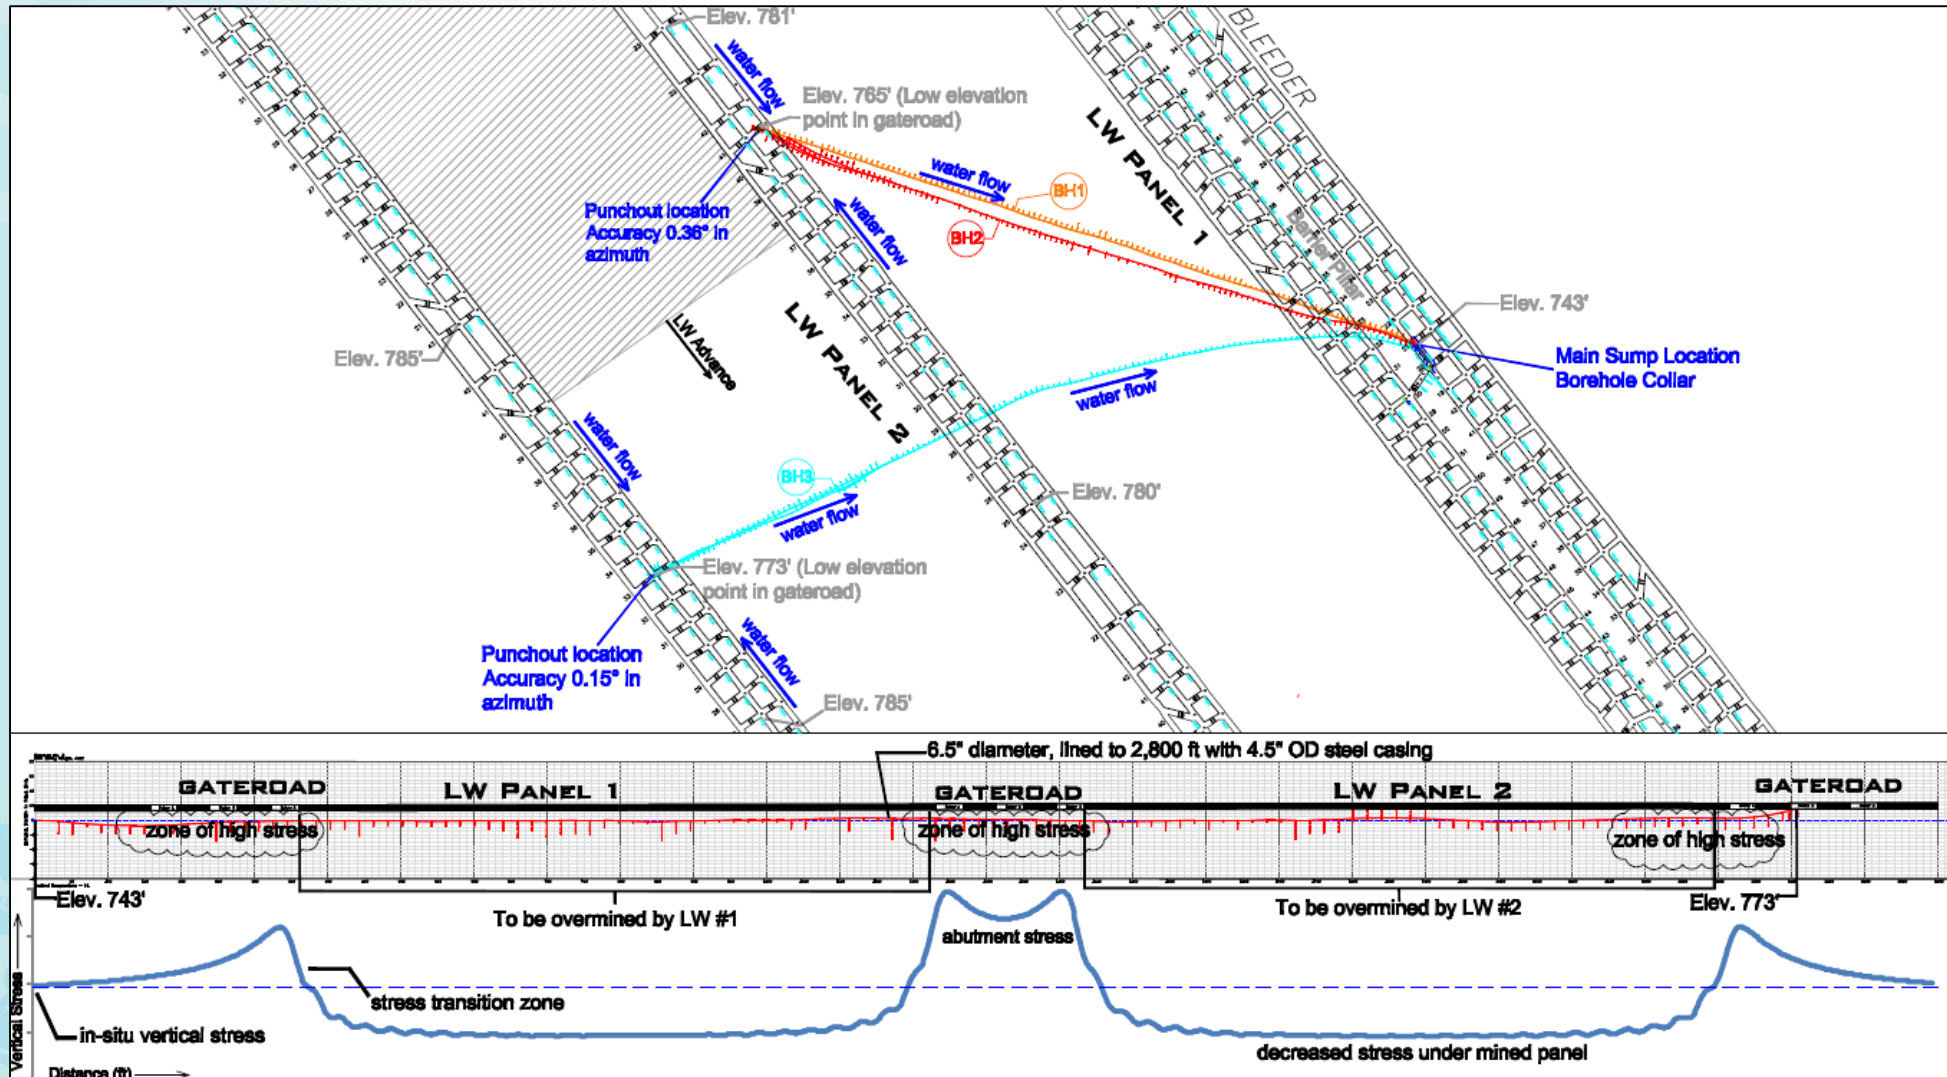 Elev. 781'
BLEEDER
water flow
Elev. 765' (Low elevation
point in gateroad)
LW PANEL 1
water flow
BH1
Punchout location
Accuracy 0.36° in
azimuth
water flow
BH2
Barrier Pillar
Elev. 743'
LW PANEL 2
LW Advance
Elev. 785'
Main Sump Location
Borehole Collar
water flow
water flow
BH3
Elev. 780'
water flow
Elev. 773' (Low elevation
point in gateroad)
water flow
Punchout location
Accuracy 0.15° in
azimuth
Elev. 785'
6.5" diameter, lined to 2,800 ft with 4.5" OD steel casing
GATEROAD
LW PANEL 1
GATEROAD
LW PANEL 2
GATEROAD
zone of high stress
zone of high stress
zone of high stress
Elev. 743'
To be overmined by LW #1
To be overmined by LW #2
Elev. 773'
abutment stress
stress transition zone
in-situ vertical stress
decreased stress under mined panel
Vertical Stress
Distance (ft)